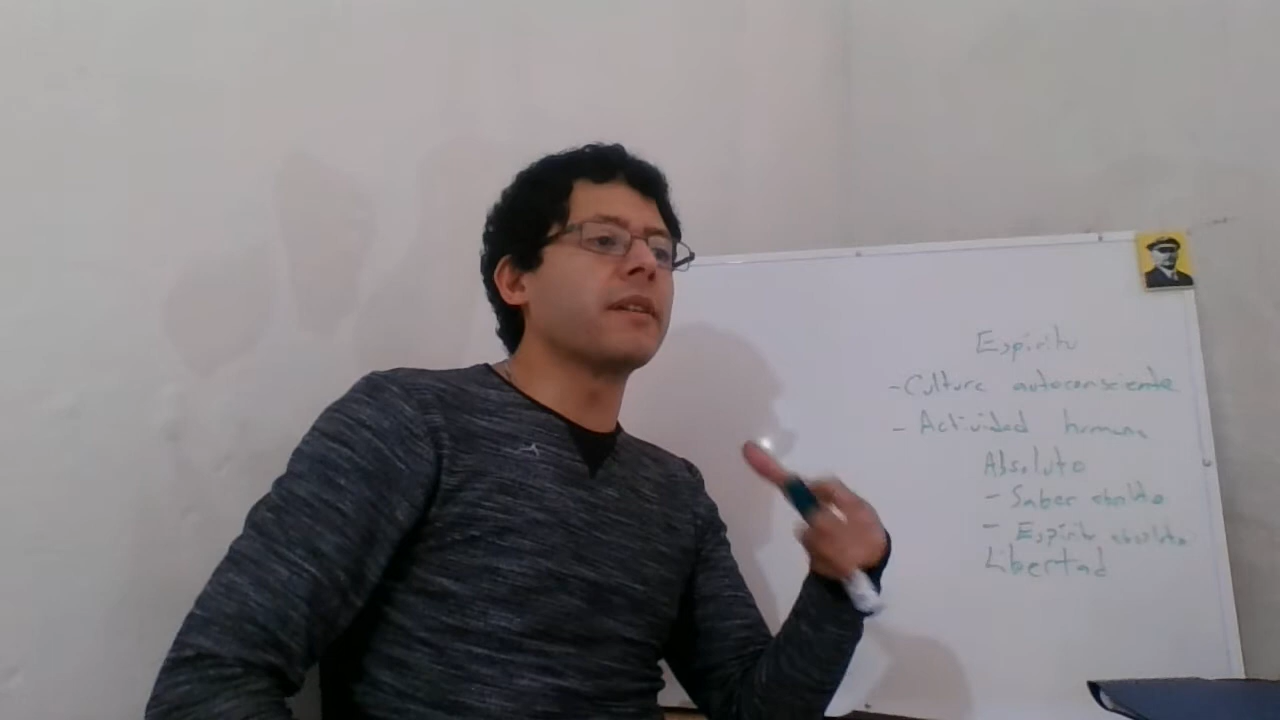 Espíritu
- Cultura autoconsciente
- Actividad humana
Absoluto
- Saber absoluto
- Espíritu absoluto
Libertad